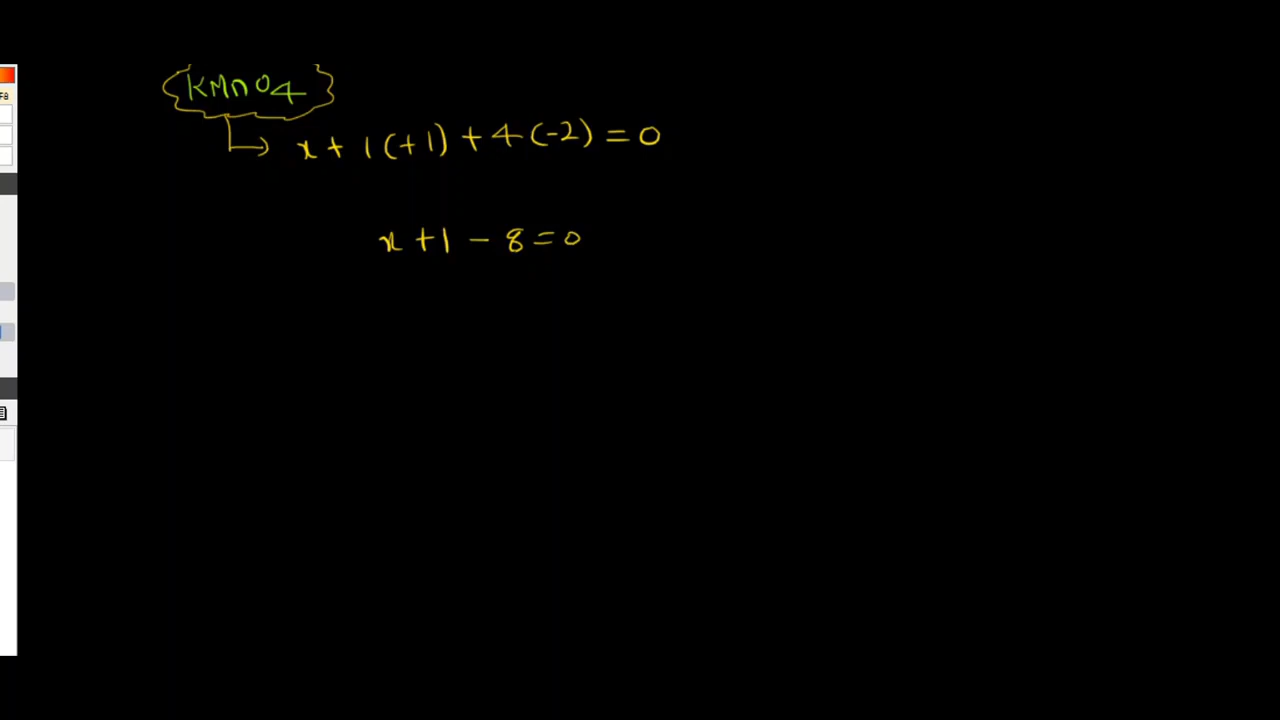 KMnO4
x + 1(+1) + 4(-2) = 0
x + 1 - 8 = 0